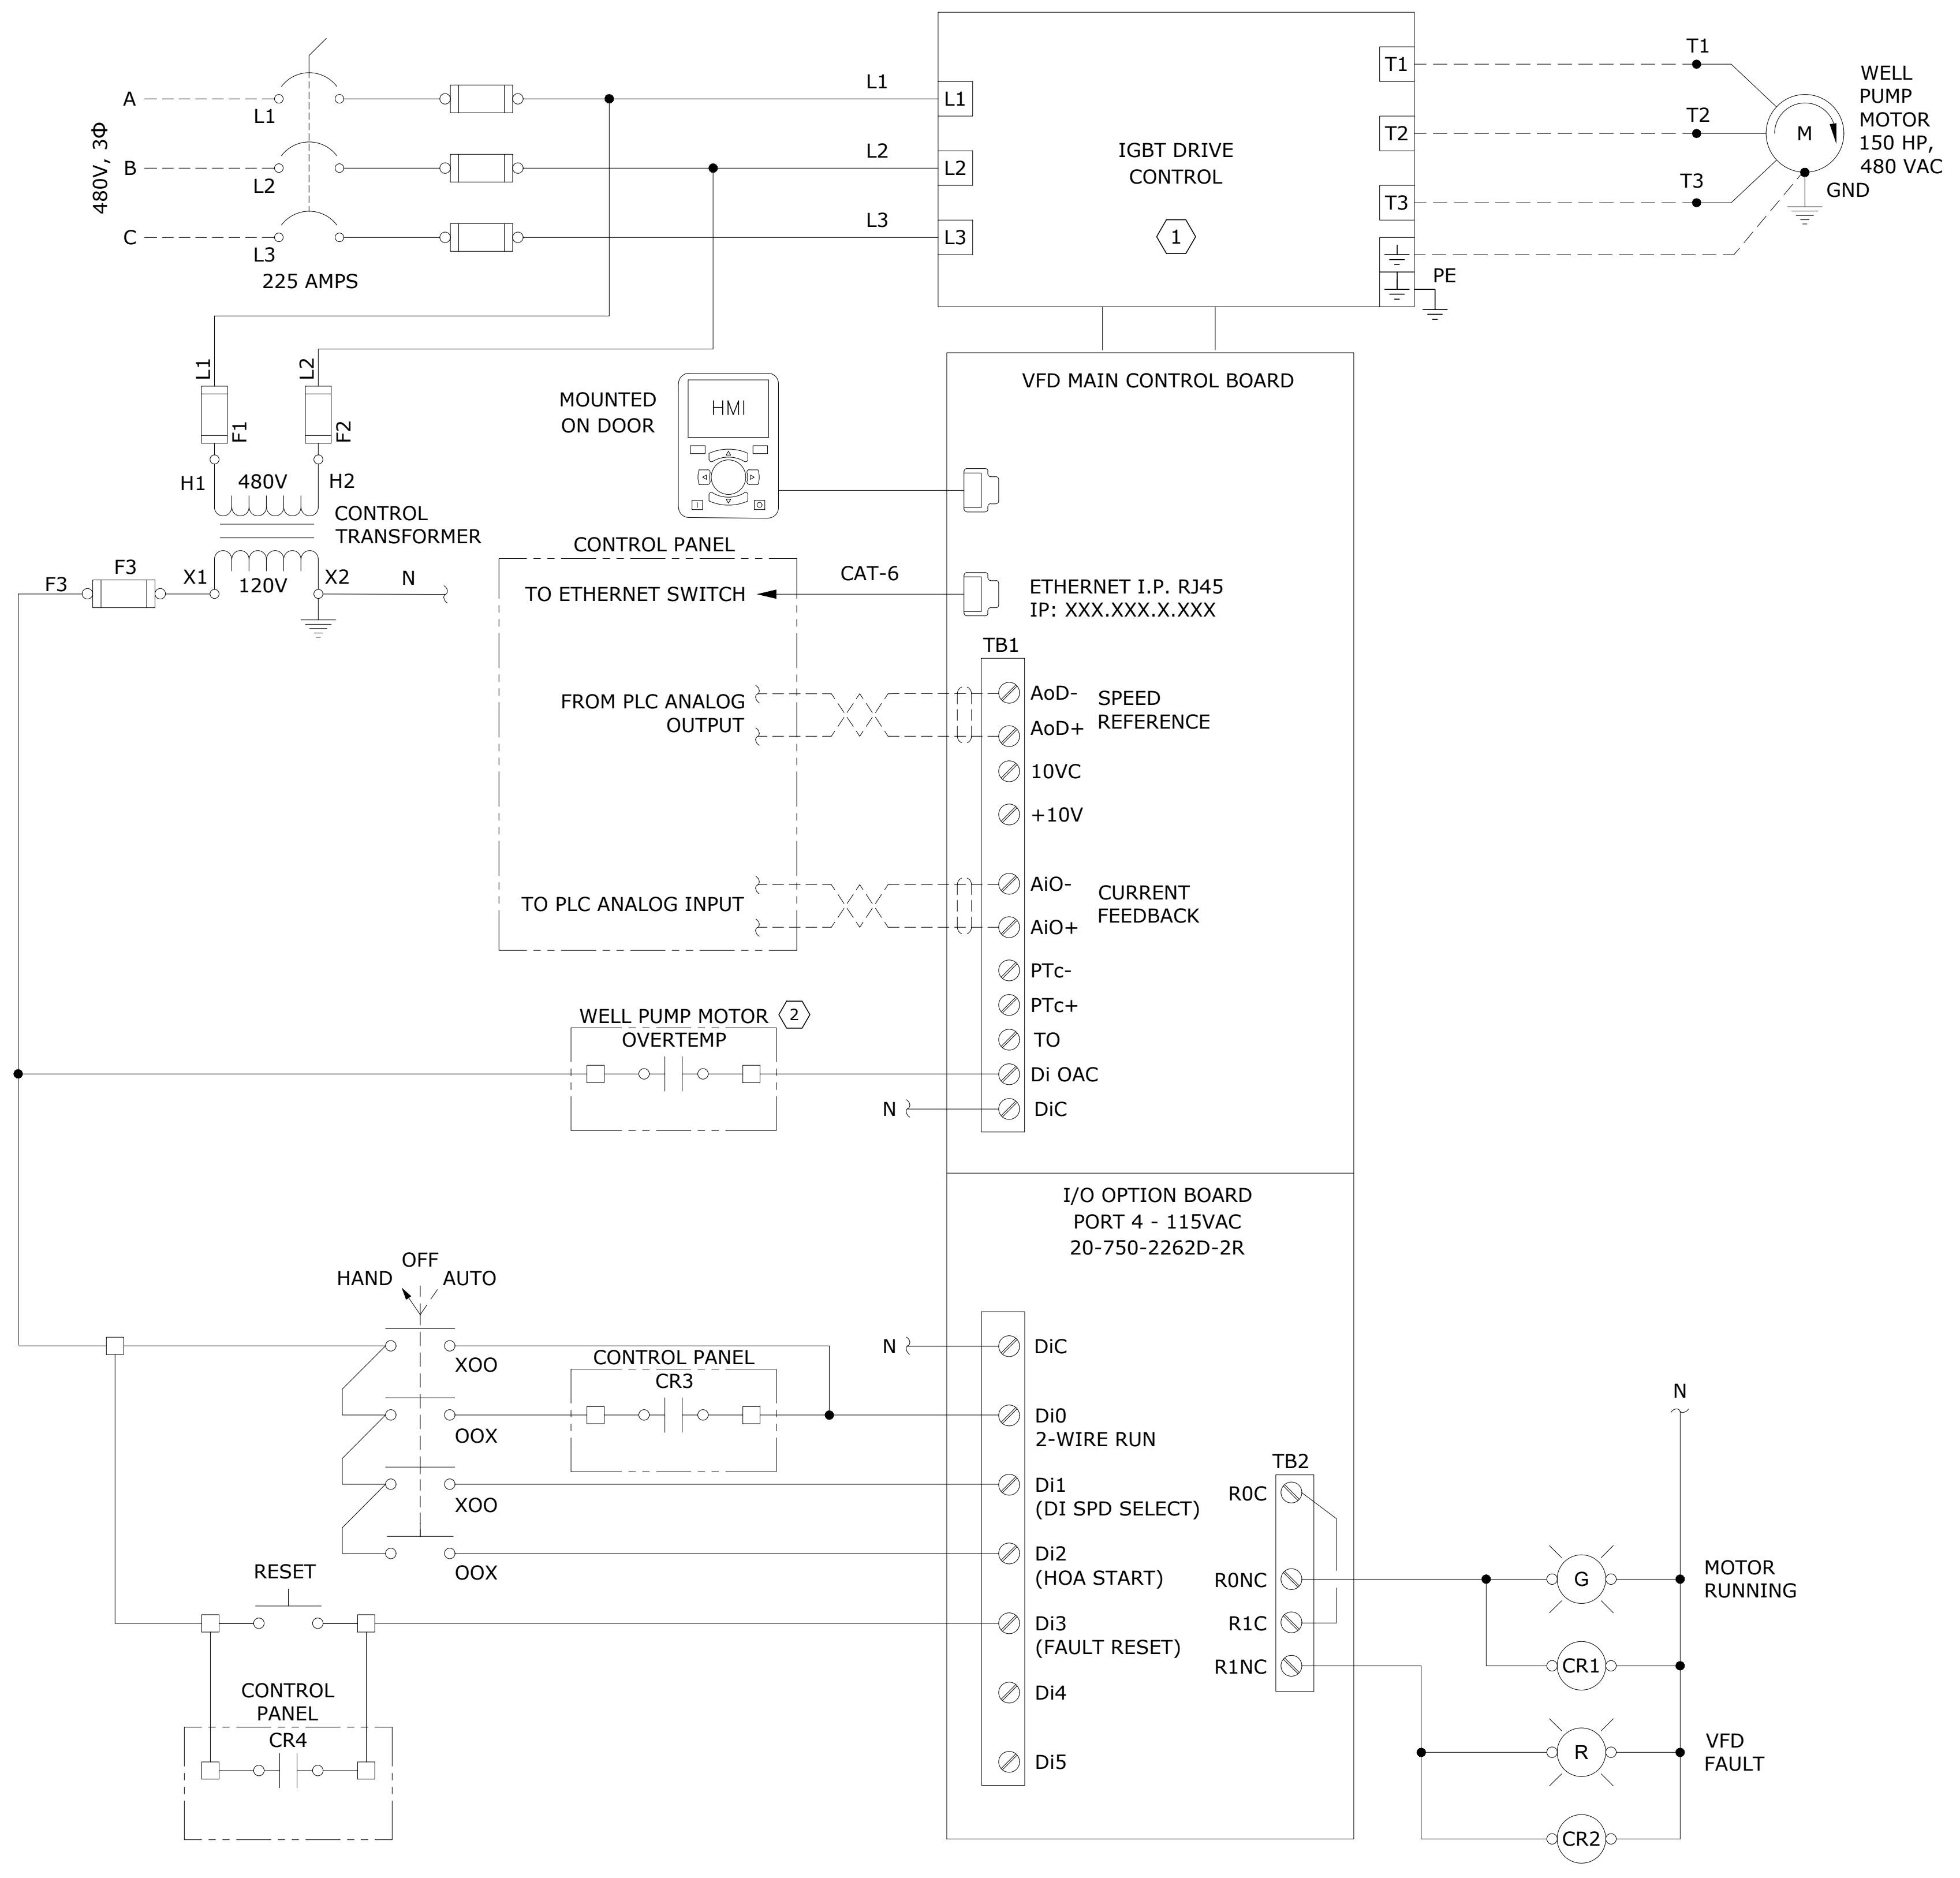 480V, 3Φ
A
B
C
L1
L2
L3
225 AMPS
L1
L2
L3
L1
L2
L3
IGBT DRIVE
CONTROL
1
T1
T2
T3
PE
T1
T2
T3
M
GND
WELL
PUMP
MOTOR
150 HP,
480 VAC
L1
L2
F1
F2
H1
480V
H2
CONTROL
TRANSFORMER
F3
F3
X1
120V
X2
N
MOUNTED
ON DOOR
HMI
VFD MAIN CONTROL BOARD
CONTROL PANEL
TO ETHERNET SWITCH
CAT-6
ETHERNET I.P. RJ45
IP: XXX.XXX.X.XXX
TB1
FROM PLC ANALOG
OUTPUT
AoD-
AoD+
SPEED
REFERENCE
10VC
+10V
TO PLC ANALOG INPUT
AiO-
AiO+
CURRENT
FEEDBACK
PTc-
PTc+
TO
Di OAC
DiC
WELL PUMP MOTOR
OVERTEMP
2
N
I/O OPTION BOARD
PORT 4 - 115VAC
20-750-2262D-2R
HAND
OFF
AUTO
XOO
OOX
XOO
OOX
CONTROL PANEL
CR3
N
DiC
Di0
2-WIRE RUN
Di1
(DI SPD SELECT)
Di2
(HOA START)
Di3
(FAULT RESET)
Di4
Di5
RESET
CONTROL
PANEL
CR4
TB2
R0C
R0NC
R1C
R1NC
N
G
MOTOR
RUNNING
CR1
R
VFD
FAULT
CR2